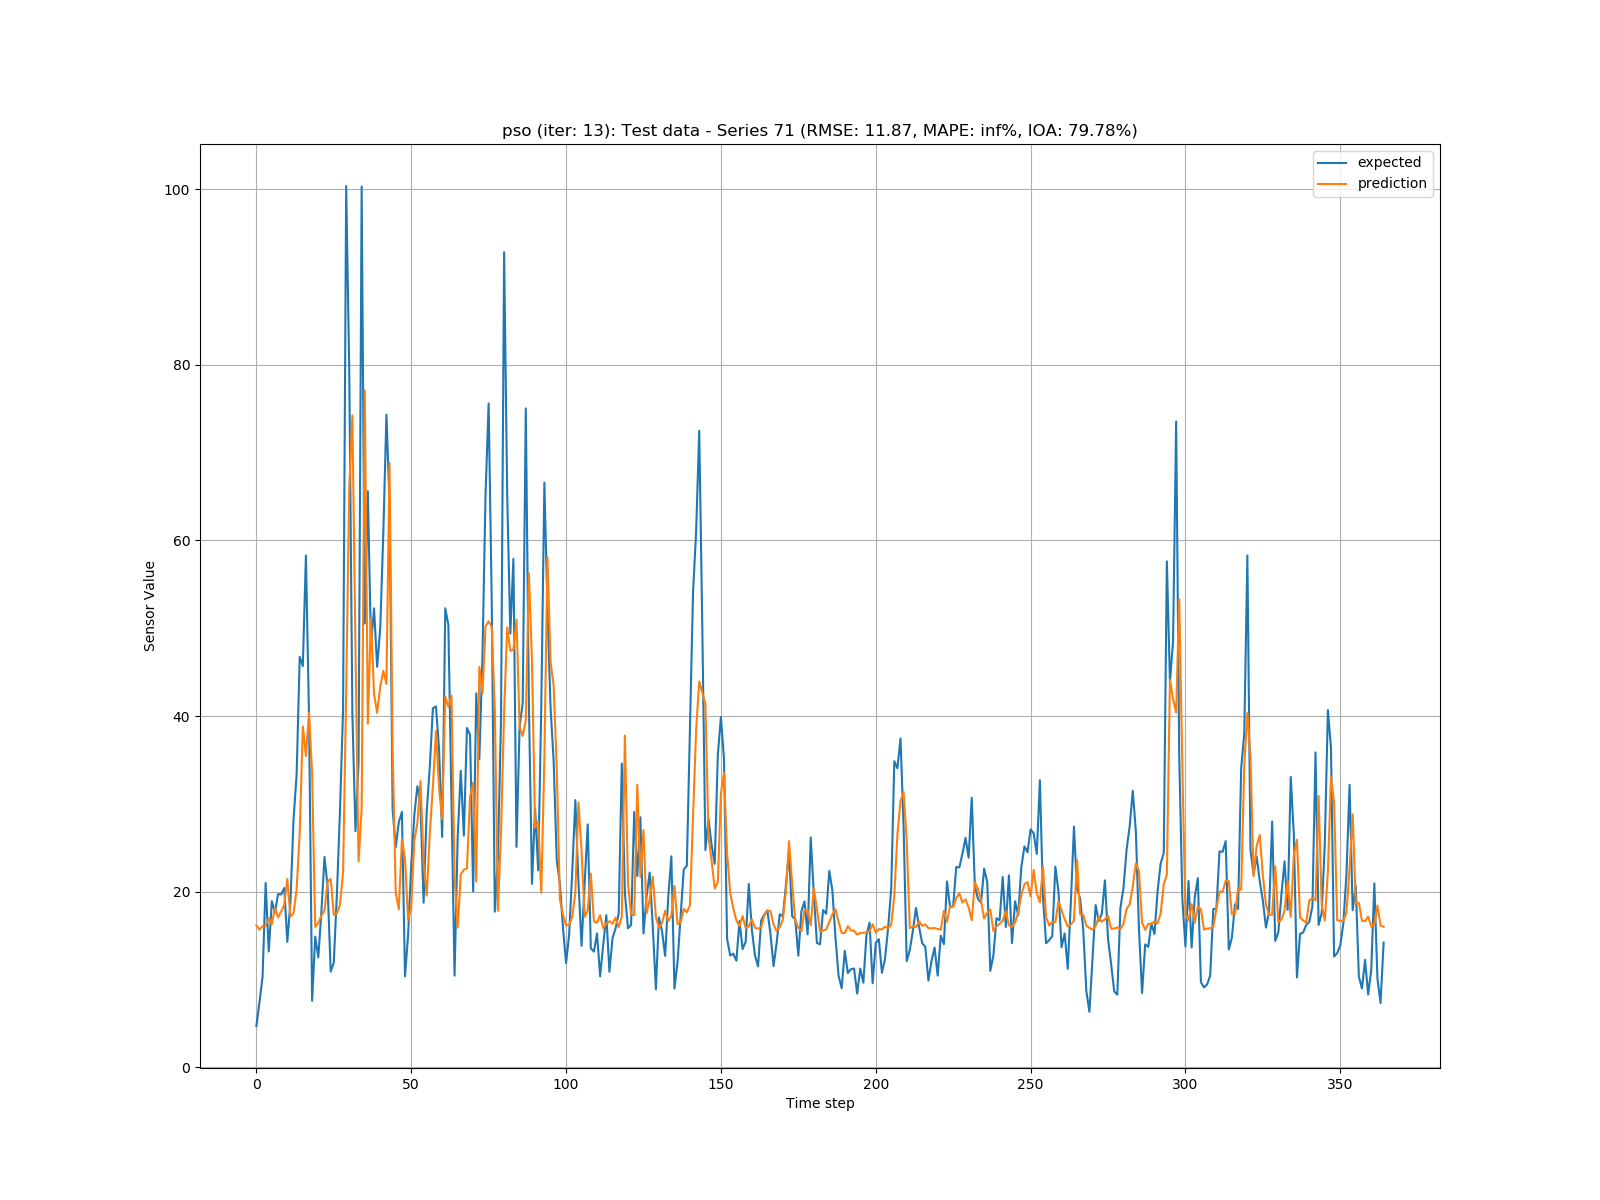 pso (iter: 13): Test data - Series 71 (RMSE: 11.87, MAPE: inf%, IOA: 79.78%)
expected
prediction
100
80
60
40
20
0
Sensor Value
0 50 100 150 200 250 300 350
Time step